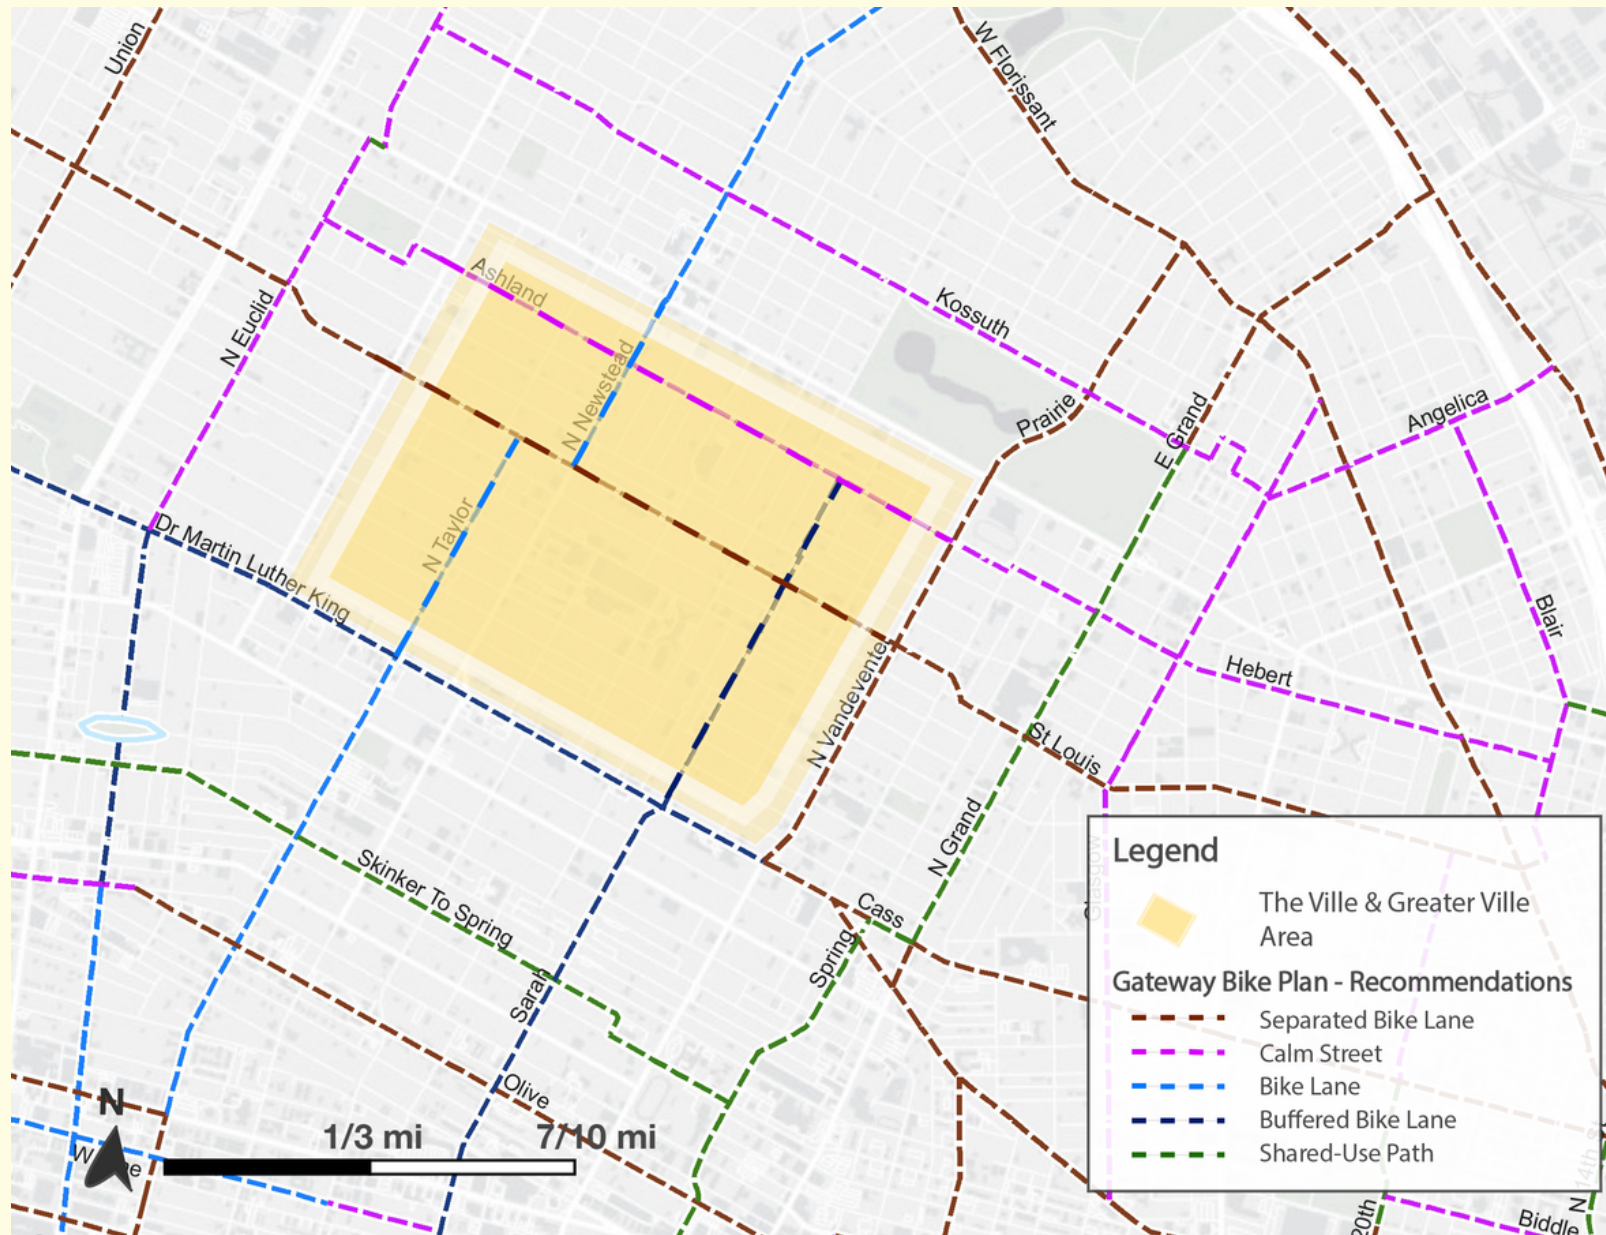 Union
W Florissant
Ashland
N Euclid
N Newstead
Kossuth
Prairie
E Grand
Angelica
N Taylor
Dr Martin Luther King
Blair
N Vandeventer
Hebert
St Louis
N Grand
Skinker To Spring
Cass
Spring
Sarah
Olive
Glasgow
N
1/3 mi
7/10 mi
Legend
The Ville & Greater Ville
Area
Gateway Bike Plan - Recommendations
Separated Bike Lane
Calm Street
Bike Lane
Buffered Bike Lane
Shared-Use Path
20th
Biddle
N 14th